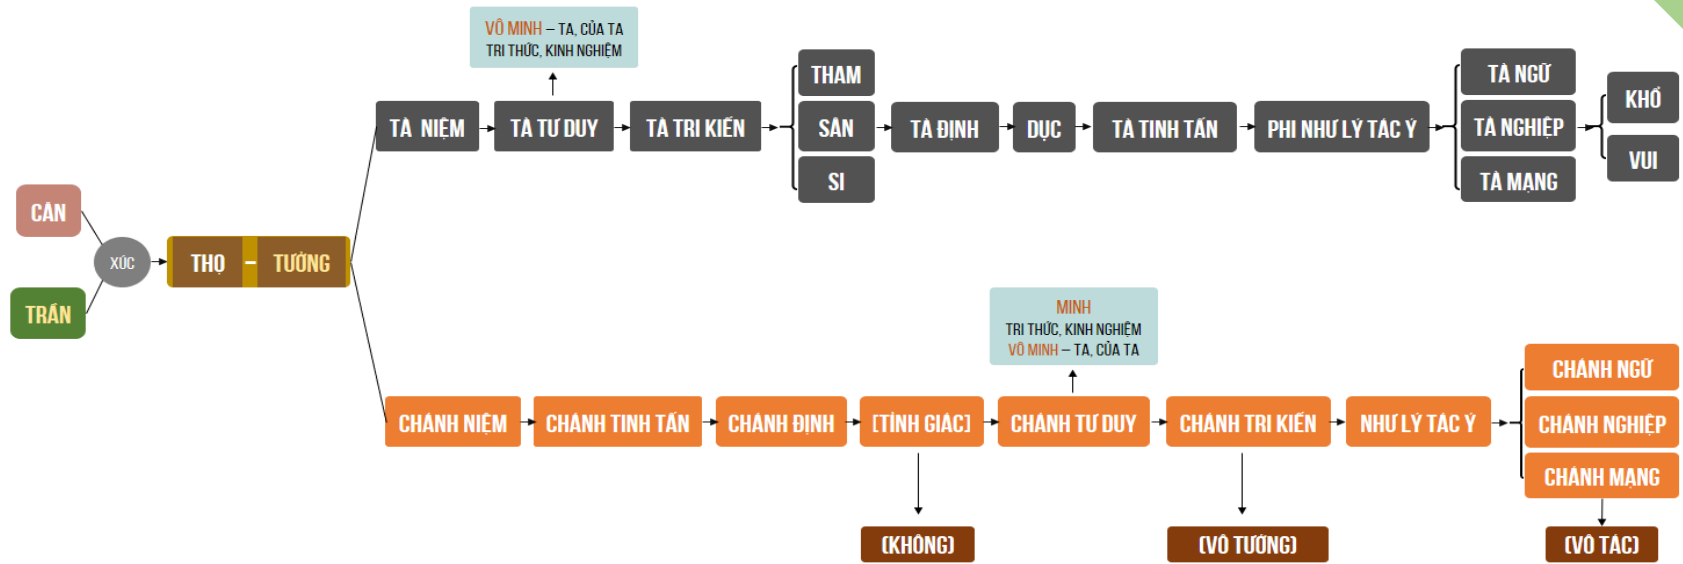 VÔ MINH – TA, CỦA TA
TRI THỨC, KINH NGHIỆM
TÀ NIỆM
TÀ TƯ DUY
TÀ TRI KIẾN
THAM
SÂN
SI
TÀ ĐỊNH
DỤC
TÀ TINH TẤN
PHI NHƯ LÝ TÁC Ý
TÀ NGỮ
TÀ NGHIỆP
TÀ MẠNG
KHỔ
VUI
CĂN
TRẦN
XÚC
THỌ – TƯỞNG
MINH
TRI THỨC, KINH NGHIỆM
VÔ MINH – TA, CỦA TA
CHÁNH NIỆM
CHÁNH TINH TẤN
CHÁNH ĐỊNH
[TỈNH GIÁC]
CHÁNH TƯ DUY
CHÁNH TRI KIẾN
NHƯ LÝ TÁC Ý
CHÁNH NGỮ
CHÁNH NGHIỆP
CHÁNH MẠNG
(KHÔNG)
(VÔ TƯỚNG)
(VÔ TÁC)